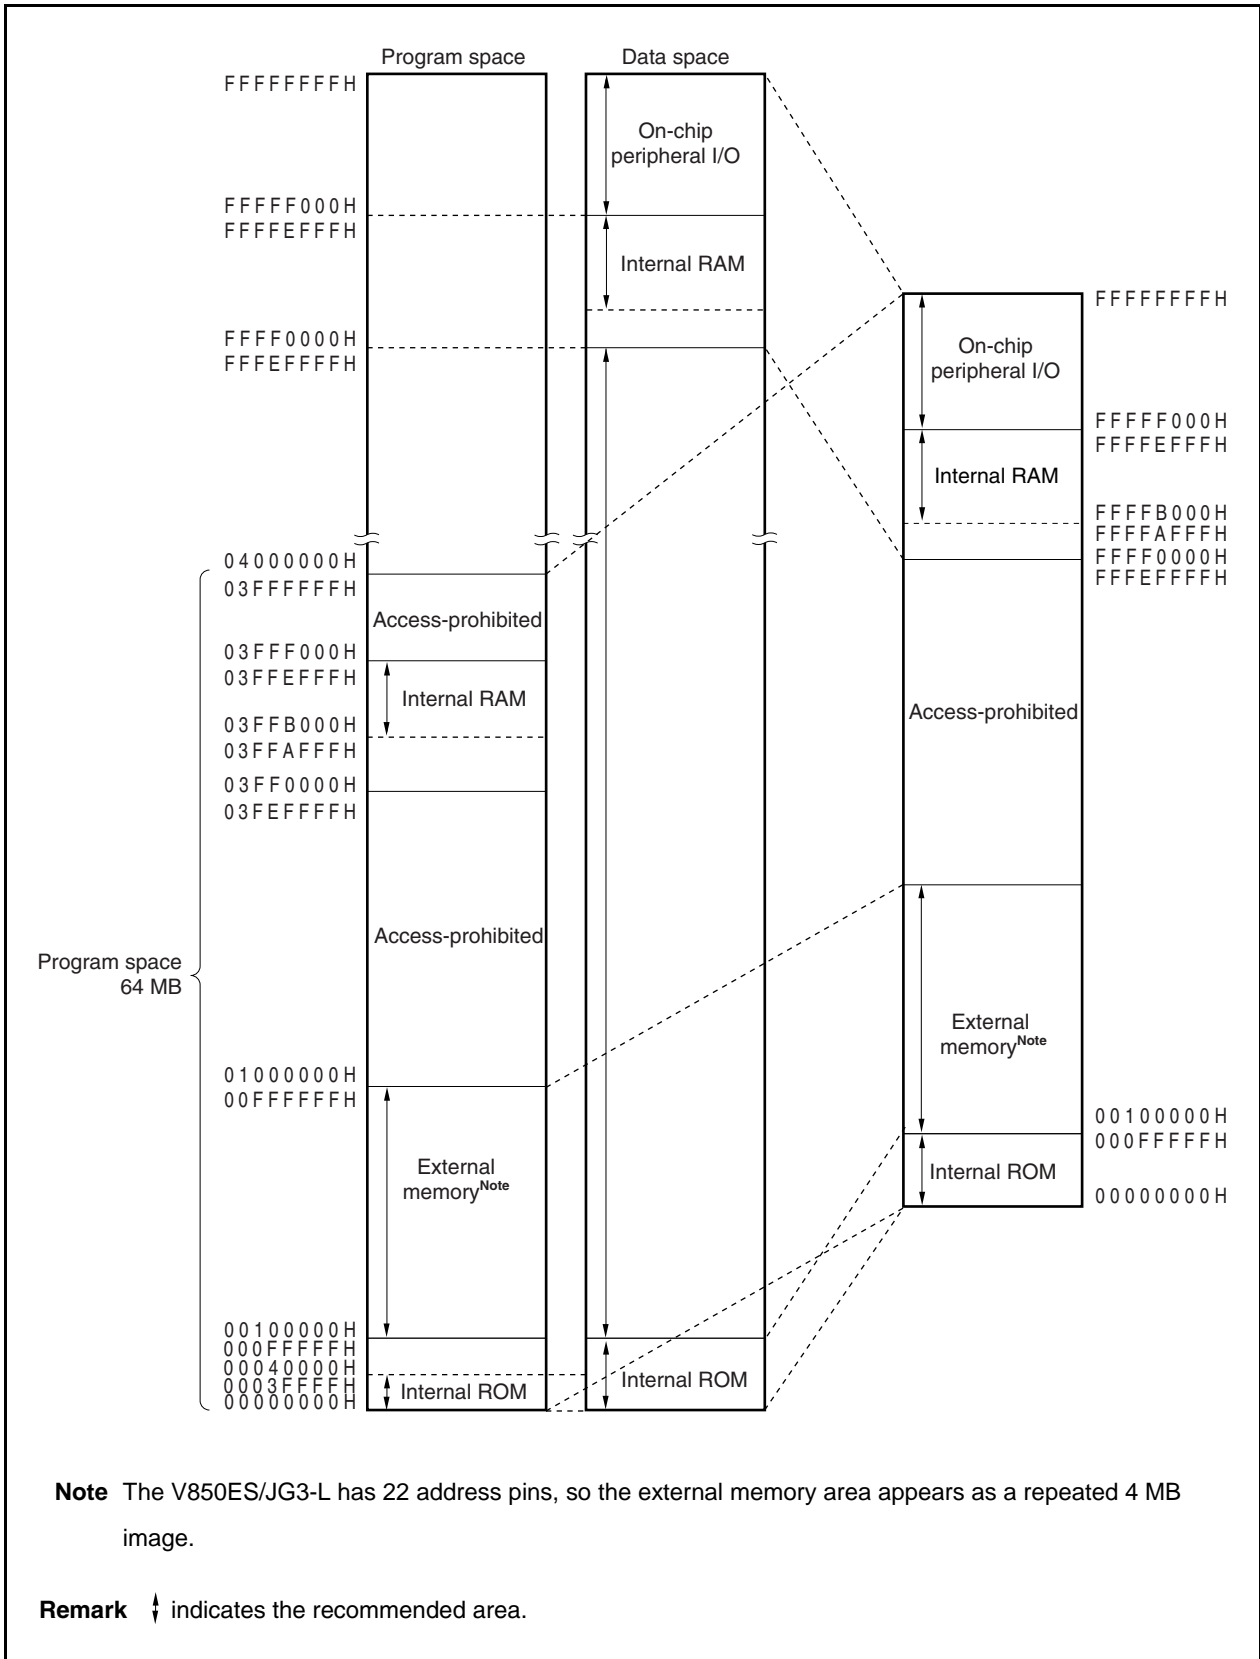 Program space
Data space
FFFFFFFFH
On-chip
peripheral I/O
FFFFF000H
FFFFEFFFH
Internal RAM
FFFF0000H
FFFEFFFFH
04000000H
03FFFFFFH
Access-prohibited
03FFF000H
03FFEFFFH
Internal RAM
03FFB000H
03FFAFFFH
03FF0000H
03FEFFFFH
Access-prohibited
Program space
64 MB
01000000H
00FFFFFFH
External
memoryNote
00100000H
000FFFFFH
00040000H
0003FFFFH
00000000H
Internal ROM
Internal ROM
FFFFFFFFH
On-chip
peripheral I/O
FFFFF000H
FFFFEFFFH
Internal RAM
FFFFB000H
FFFFAFFFH
FFFF0000H
FFFEFFFFH
Access-prohibited
External
memoryNote
00100000H
000FFFFFH
Internal ROM
00000000H
Note The V850ES/JG3-L has 22 address pins, so the external memory area appears as a repeated 4 MB
image.
Remark ↕ indicates the recommended area.